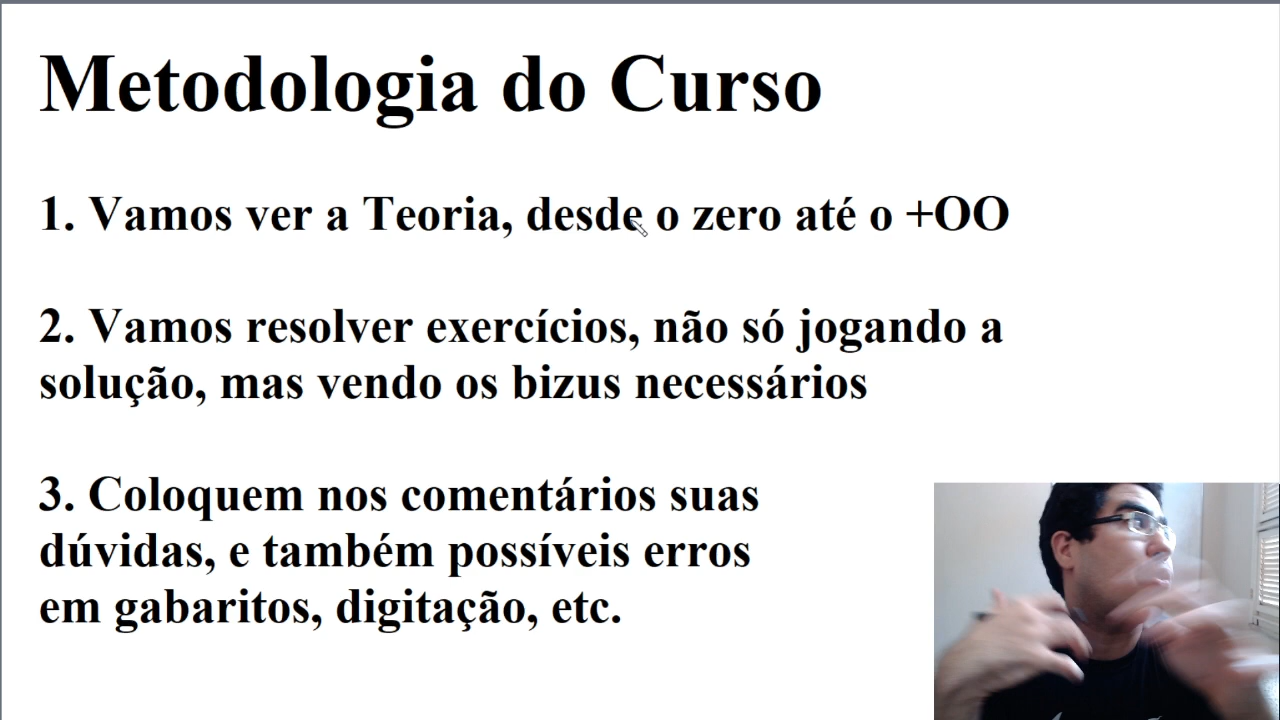 Metodologia do Curso
1. Vamos ver a Teoria, desde o zero até o +OO
2. Vamos resolver exercícios, não só jogando a
solução, mas vendo os bizus necessários
3. Coloquem nos comentários suas
dúvidas, e também possíveis erros
em gabaritos, digitação, etc.